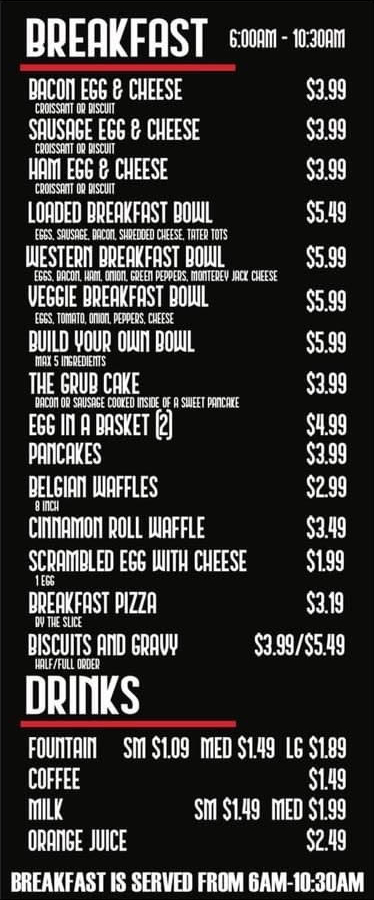 BREAKFAST 6:00AM - 10:30AM
BACON EGG & CHEESE $3.99
CROISSANT OR BISCUIT
SAUSAGE EGG & CHEESE $3.99
CROISSANT OR BISCUIT
HAM EGG & CHEESE $3.99
CROISSANT OR BISCUIT
LOADED BREAKFAST BOWL $5.49
EGGS, SAUSAGE, BACON, SHREDDED CHEESE, TATER TOTS
WESTERN BREAKFAST BOWL $5.99
EGGS, BACON, HAM, ONION, GREEN PEPPERS, MONTEREY JACK CHEESE
VEGGIE BREAKFAST BOWL $5.99
EGGS, TOMATO, ONION, PEPPERS, CHEESE
BUILD YOUR OWN BOWL $5.99
MAX 5 INGREDIENTS
THE GRUB CAKE $3.99
BACON OR SAUSAGE COOKED INSIDE OF A SWEET PANCAKE
EGG IN A BASKET (2) $4.99
PANCAKES $3.99
BELGIAN WAFFLES $2.99
8 INCH
CINNAMON ROLL WAFFLE $3.49
SCRAMBLED EGG WITH CHEESE $1.99
1 EGG
BREAKFAST PIZZA $3.19
BY THE SLICE
BISCUITS AND GRAVY $3.99/$5.49
HALF/FULL ORDER
DRINKS
FOUNTAIN SM $1.09 MED $1.49 LG $1.89
COFFEE $1.49
MILK SM $1.49 MED $1.99
ORANGE JUICE $2.49
BREAKFAST IS SERVED FROM 6AM-10:30AM